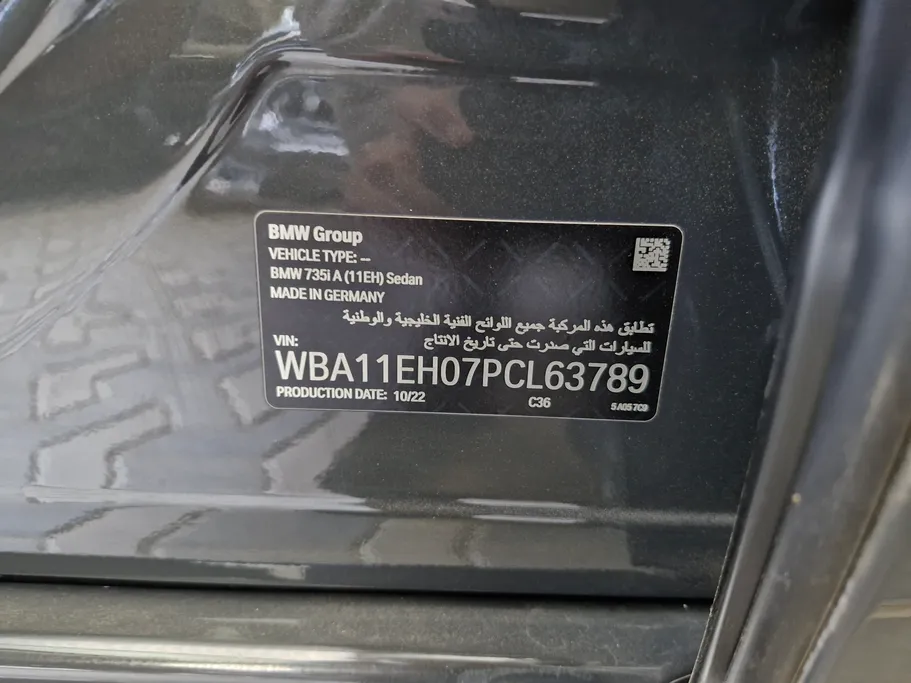 BMW Group
VEHICLE TYPE: --
BMW 735i A (11EH) Sedan
MADE IN GERMANY
تطابق هذه المركبة جميع اللوائح الفنية الخليجية والوطنية
للسيارات التي صدرت حتى تاريخ الانتاج
VIN:
WBA11EH07PCL63789
PRODUCTION DATE: 10/22 C36 5A057C9